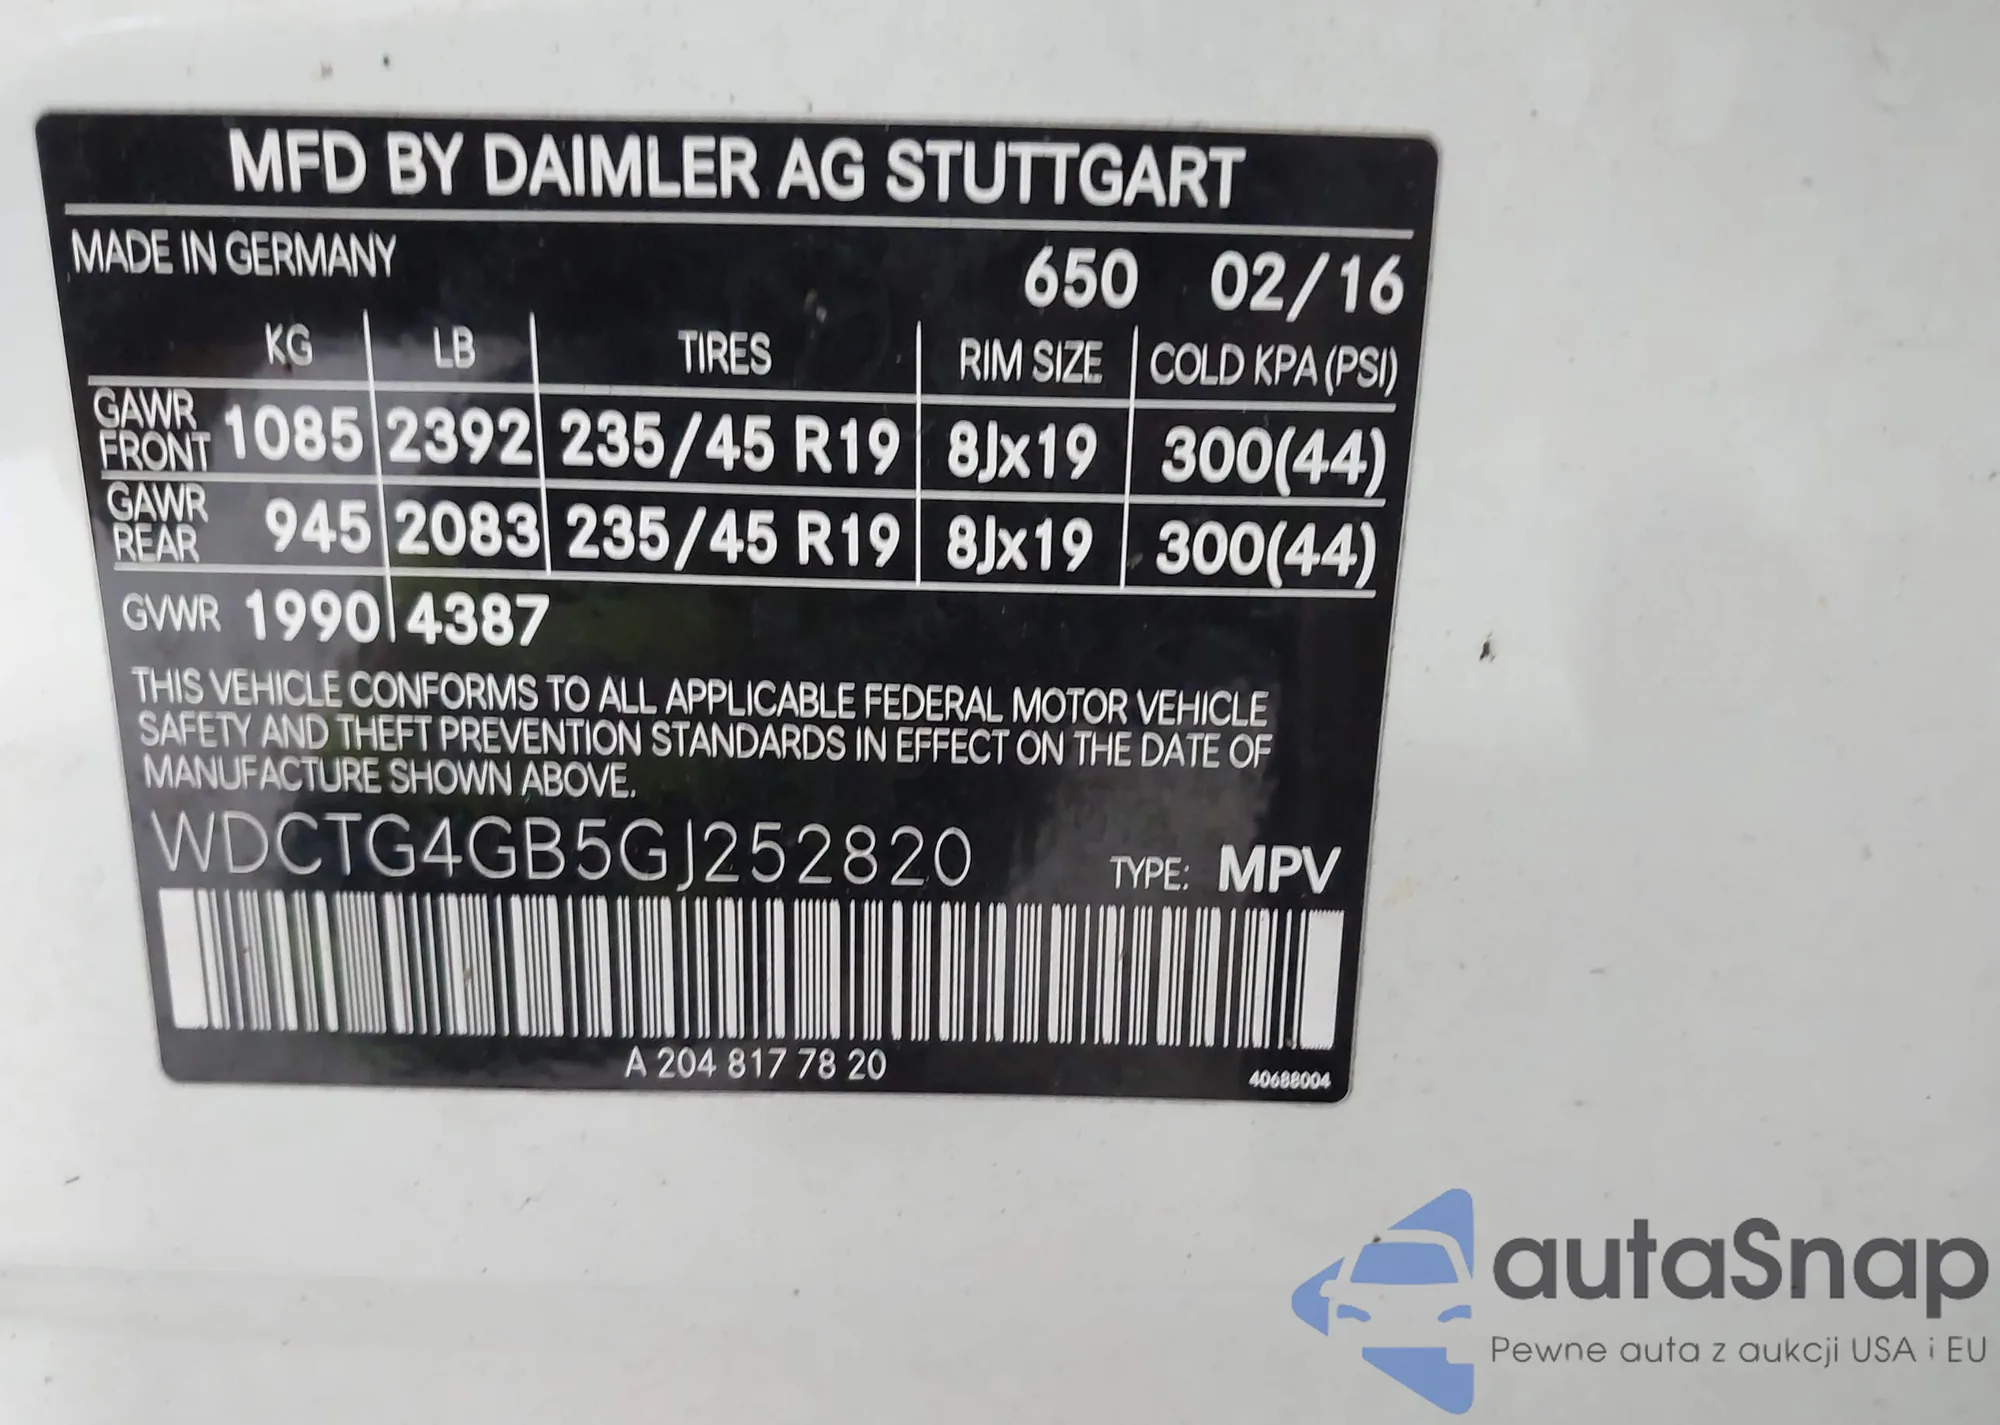 MFD BY DAIMLER AG STUTTGART
MADE IN GERMANY
650 02/16
KG LB TIRES RIM SIZE COLD KPA (PSI)
GAWR FRONT 1085 2392 235/45 R19 8Jx19 300(44)
GAWR REAR 945 2083 235/45 R19 8Jx19 300(44)
GVWR 1990 4387
THIS VEHICLE CONFORMS TO ALL APPLICABLE FEDERAL MOTOR VEHICLE
SAFETY AND THEFT PREVENTION STANDARDS IN EFFECT ON THE DATE OF
MANUFACTURE SHOWN ABOVE.
WDCTG4GB5GJ252820 TYPE: MPV
A 204 817 78 20
40688004
autaSnap
Pewne auta z aukcji USA i EU